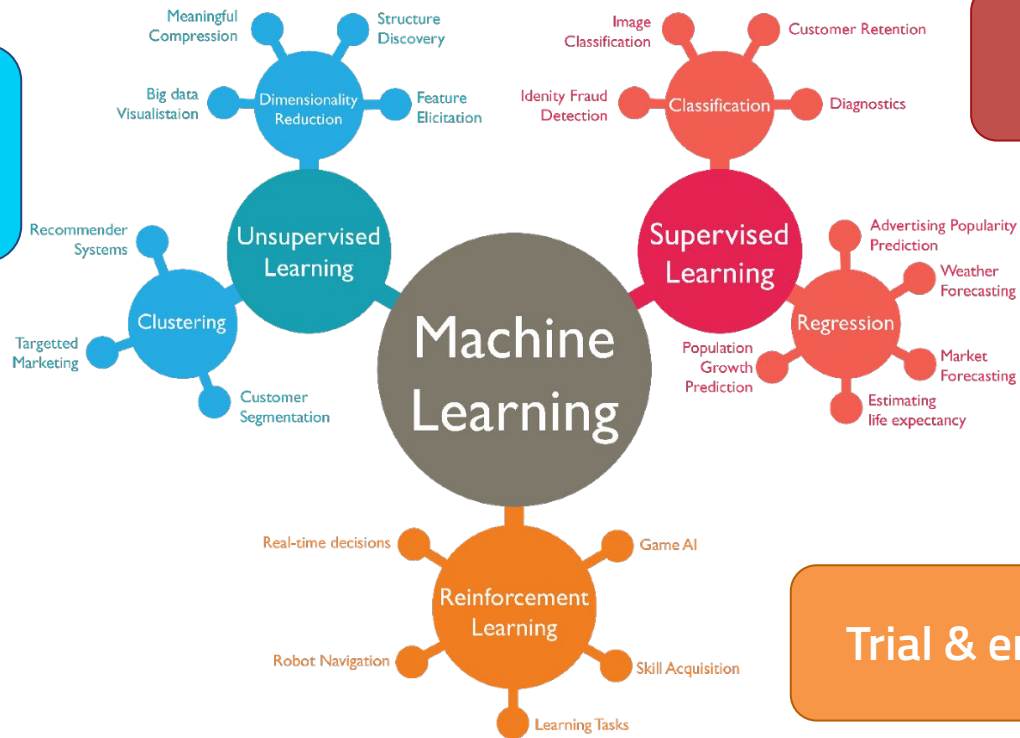 Meaningful
Compression
Structure
Discovery
Big data
Visualistaion
Dimensionality
Reduction
Feature
Elicitation
Image
Classification
Customer Retention
Idenity Fraud
Detection
Classification
Diagnostics
Recommender
Systems
Unsupervised
Learning
Clustering
Targetted
Marketing
Customer
Segmentation
Supervised
Learning
Advertising Popularity
Prediction
Weather
Forecasting
Regression
Population
Growth
Prediction
Market
Forecasting
Estimating
life expectancy
Machine
Learning
Real-time decisions
Game AI
Reinforcement
Learning
Robot Navigation
Skill Acquisition
Learning Tasks
Trial &